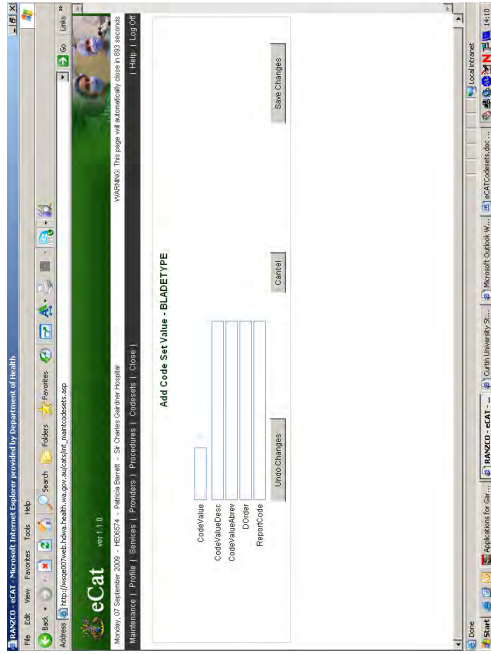 RANZCO - eCAT - Microsoft Internet Explorer provided by Department of Health
File Edit View Favorites Tools Help
Back Search Folders Favorites
Address http://wsqe007web.hdwa.health.wa.gov.au/cats/int_maintcodesets.asp Go Links »
eCat ver 1.1.0
Monday, 07 September 2009 - HE06574 - Patricia Barrett - Sir Charles Gairdner Hospital WARNING: This page will automatically close in 893 seconds
Maintenance | Profile | Services | Providers | Procedures | Codesets | Close | | Help | Log Off
Add Code Set Value - BLADETYPE
CodeValue
CodeValueDesc
CodeValueAbrev
DOrder
ReportCode
Undo Changes Cancel Save Changes
Done Local intranet
Start Applications for Car... RANZCO - eCAT - ... Curtin University St... Microsoft Outlook W... eCATCodesets.doc ... 14:10